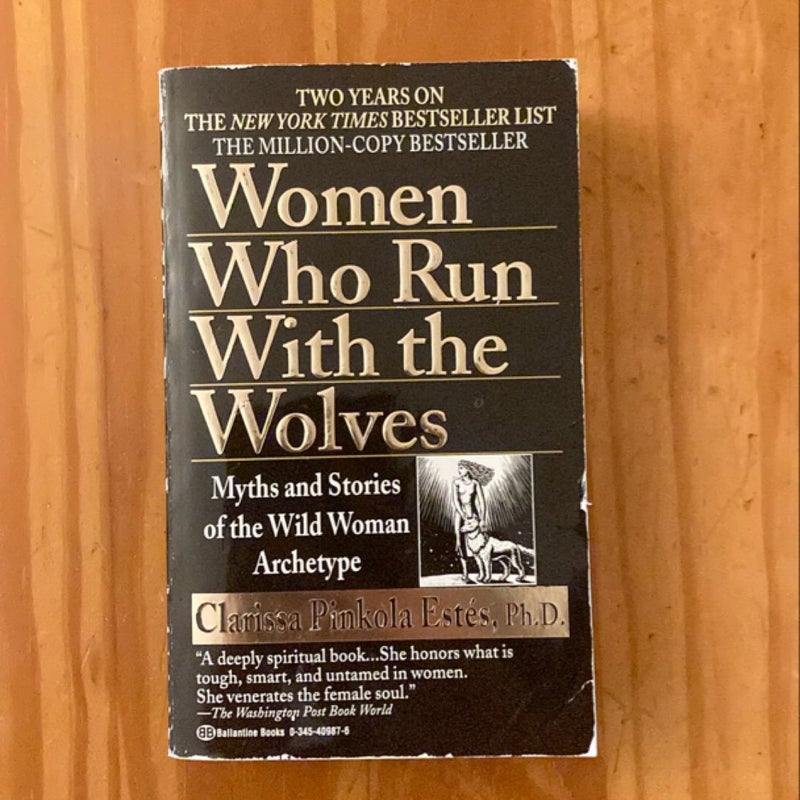 TWO YEARS ON
THE NEW YORK TIMES BESTSELLER LIST
THE MILLION-COPY BESTSELLER
Women
Who Run
With the
Wolves
Myths and Stories
of the Wild Woman
Archetype
Clarissa Pinkola Estés, Ph.D.
“A deeply spiritual book...She honors what is
tough, smart, and untamed in women.
She venerates the female soul.”
—The Washington Post Book World
BB Ballantine Books 0-345-40987-6